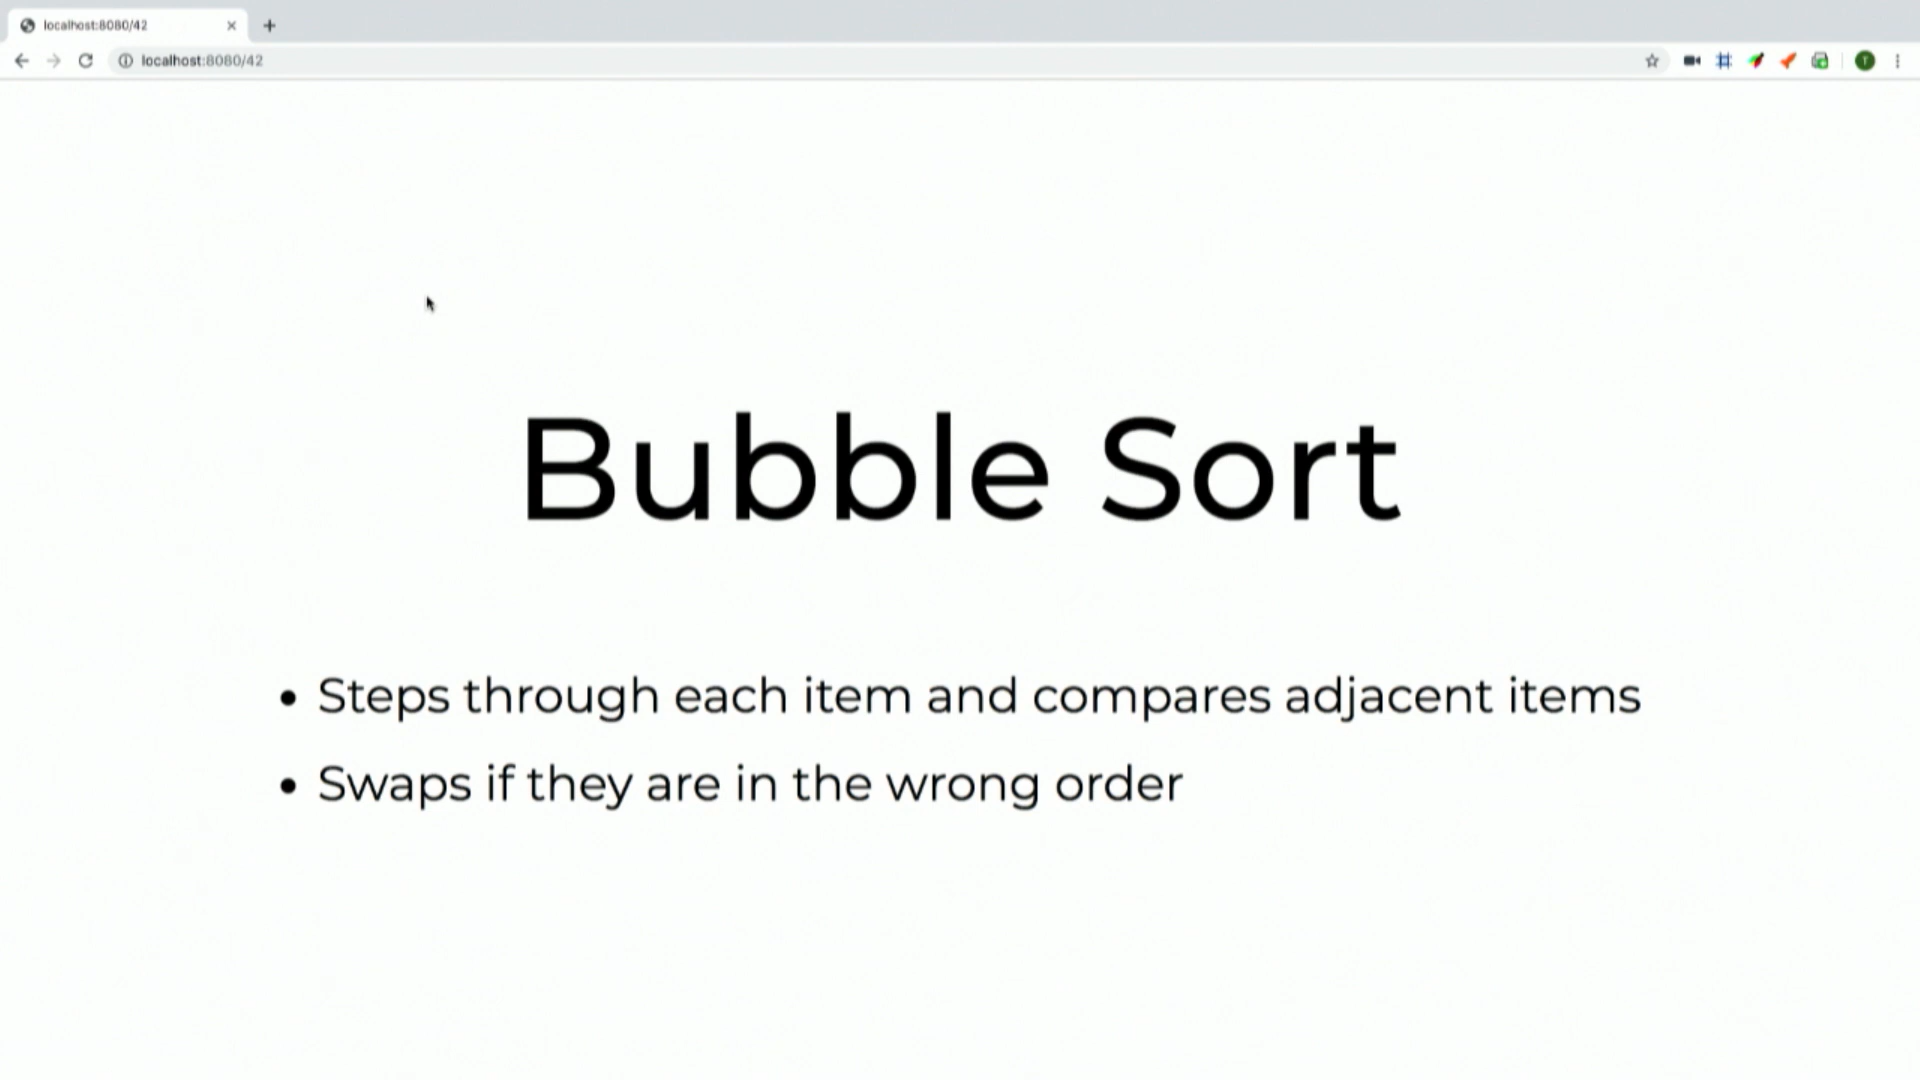 localhost:8080/42
localhost:8080/42
Bubble Sort
• Steps through each item and compares adjacent items
• Swaps if they are in the wrong order